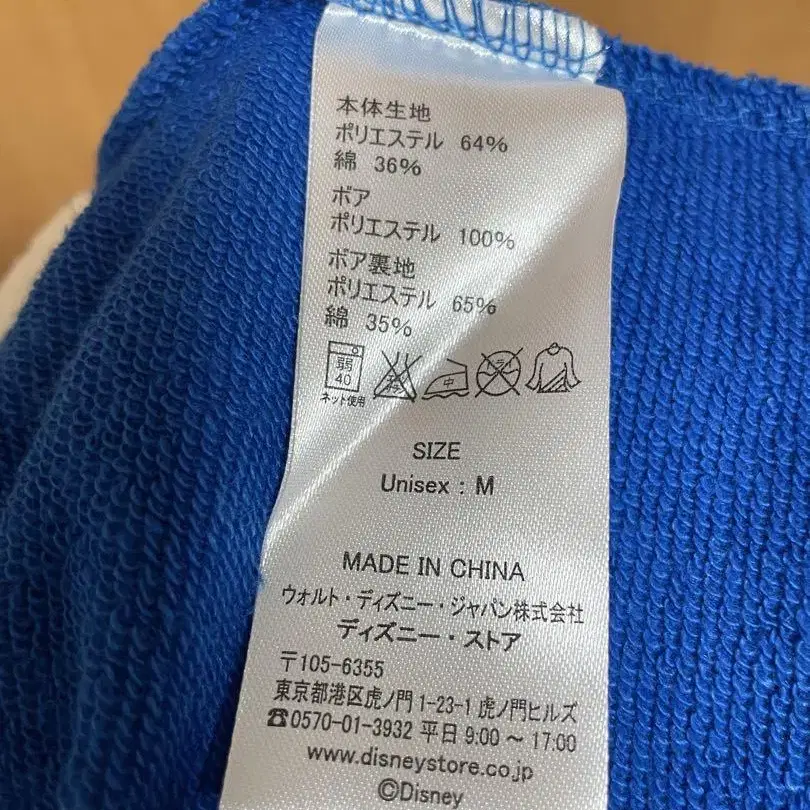 本体生地
ポリエステル 64%
綿 36%
ボア
ポリエステル 100%
ボア裏地
ポリエステル 65%
綿 35%
弱
40
中
ネット使用
SIZE
Unisex : M
MADE IN CHINA
ウォルト・ディズニー・ジャパン株式会社
ディズニー・ストア
〒105-6355
東京都港区虎ノ門1-23-1 虎ノ門ヒルズ
☎0570-01-3932 平日 9:00 ~ 17:00
www.disneystore.co.jp
©Disney